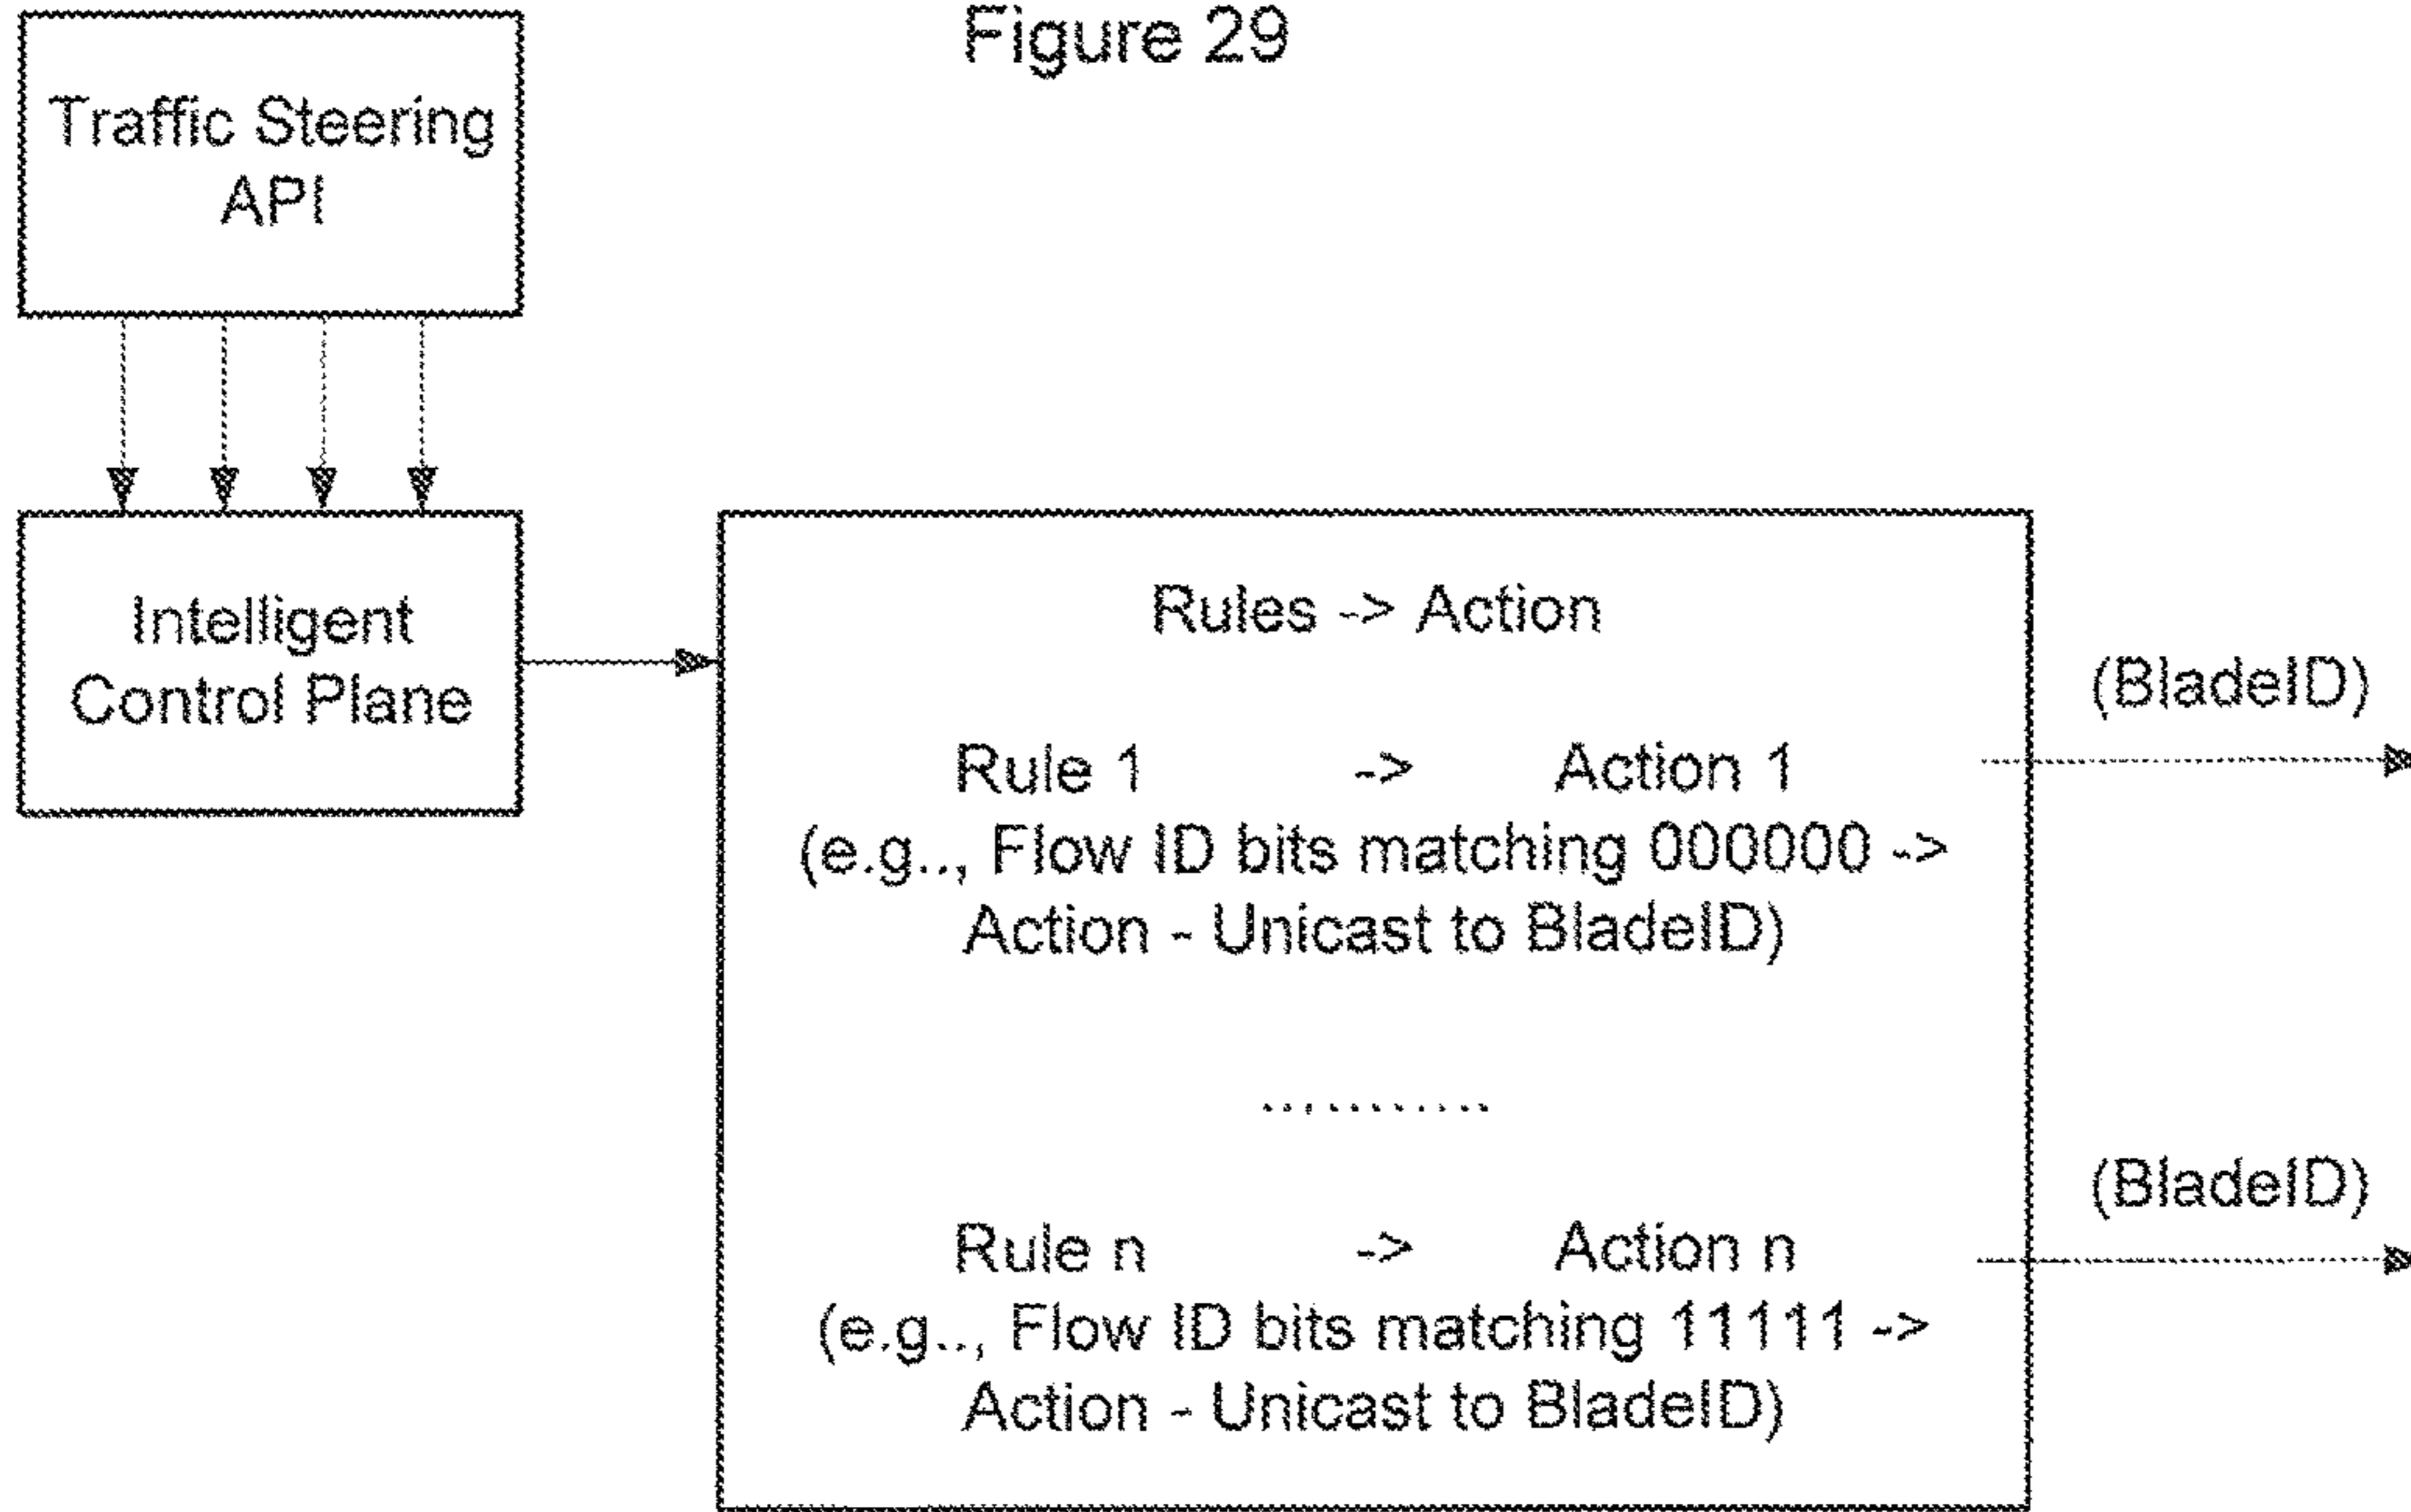 Figure 29
Traffic Steering
API
Intelligent
Control Plane
Rules -> Action
Rule 1 -> Action 1
(e.g.., Flow ID bits matching 000000 ->
Action - Unicast to BladeID)
(BladeID)
...........
Rule n -> Action n
(e.g.., Flow ID bits matching 11111 ->
Action - Unicast to BladeID)
(BladeID)